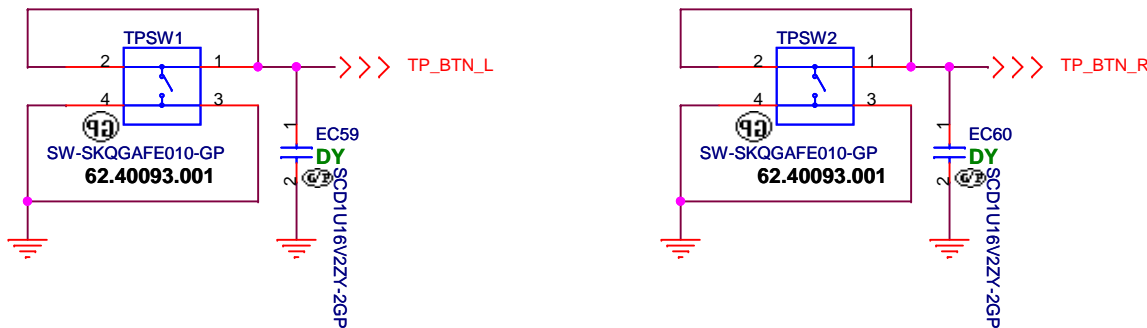 TPSW1
2
1
TP_BTN_L
4
3
GP
SW-SKQGAFE010-GP
62.40093.001
1
EC59
DY
2
G/P
SCD1U16V2ZY-2GP
TPSW2
2
1
TP_BTN_R
4
3
GP
SW-SKQGAFE010-GP
62.40093.001
1
EC60
DY
2
G/P
SCD1U16V2ZY-2GP